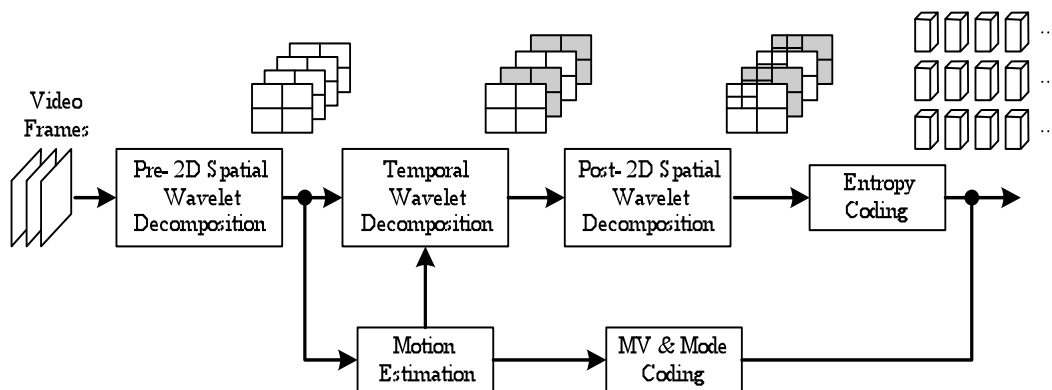 Video
Frames
Pre-2D Spatial
Wavelet
Decomposition
Temporal
Wavelet
Decomposition
Post-2D Spatial
Wavelet
Decomposition
Entropy
Coding
...
...
...
Motion
Estimation
MV & Mode
Coding